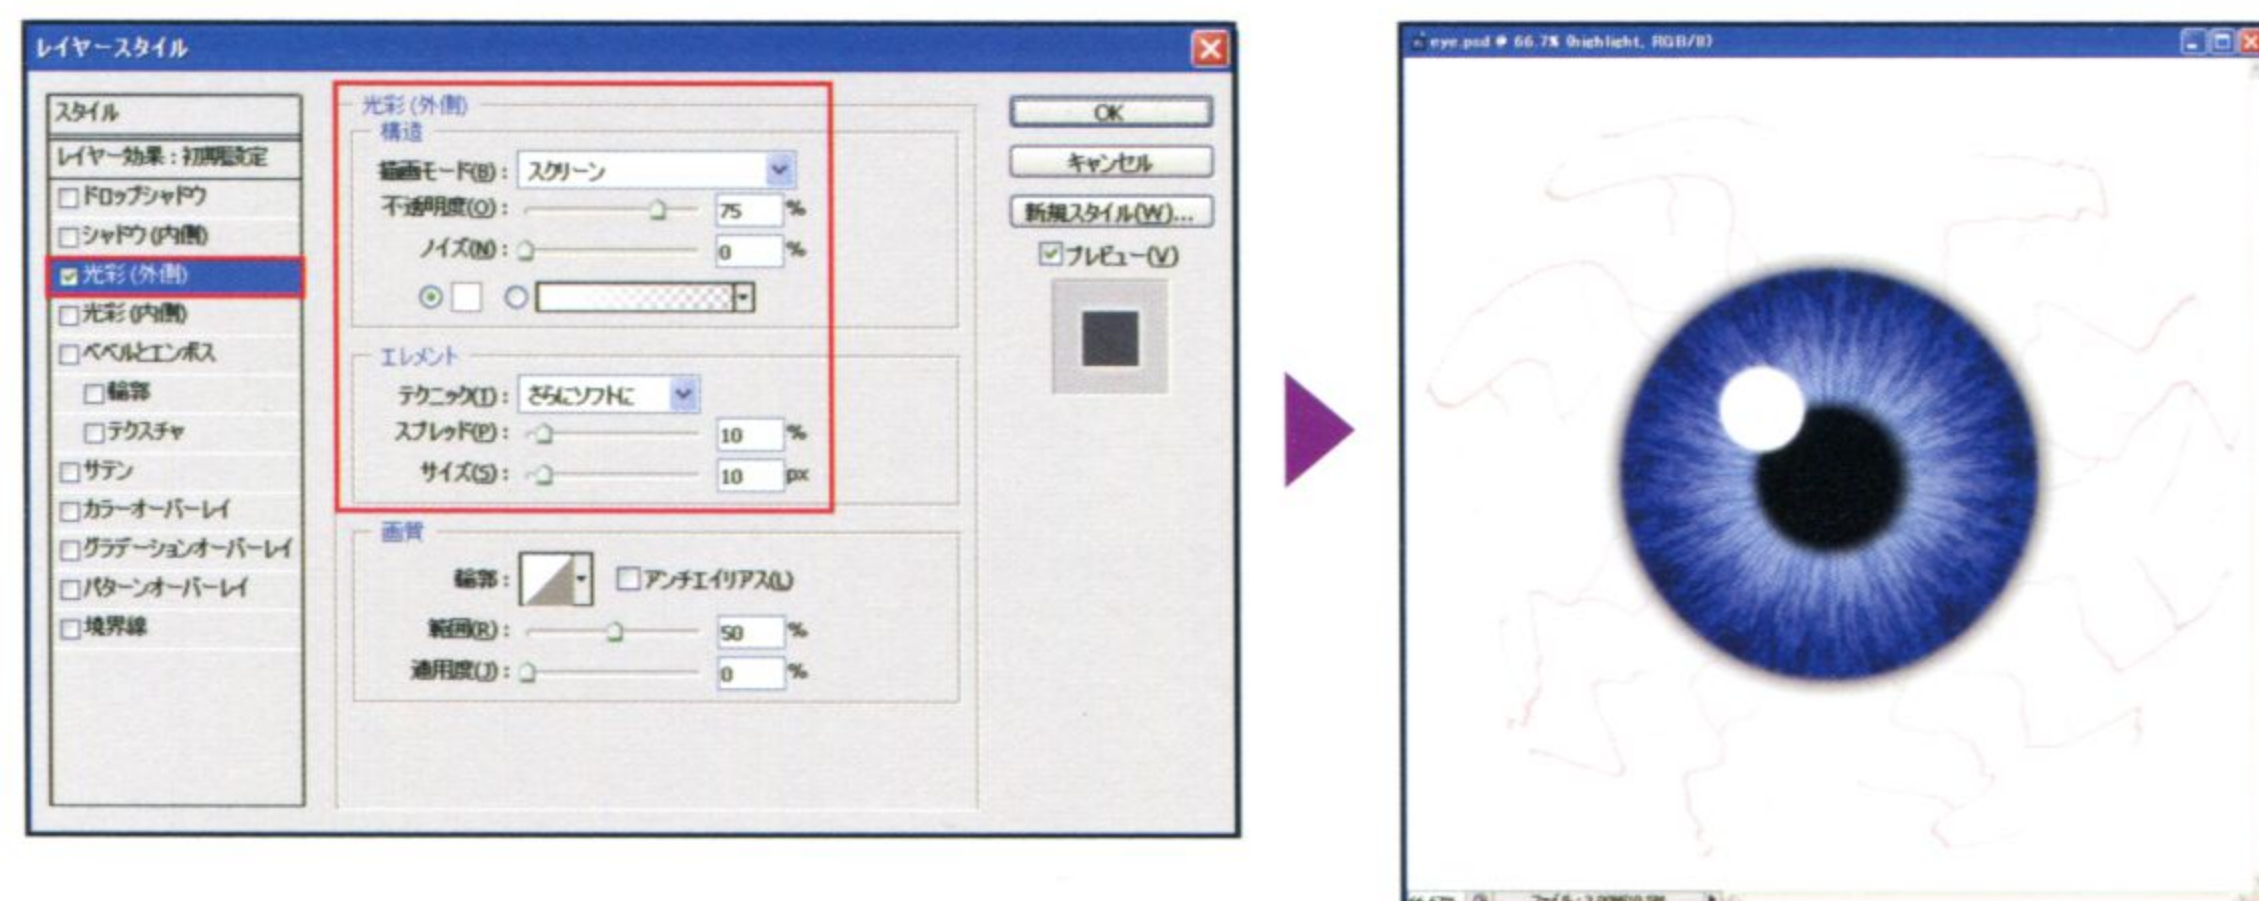 レイヤースタイル
スタイル
レイヤー効果 : 初期設定
ドロップシャドウ
シャドウ (内側)
光彩 (外側)
光彩 (内側)
ベベルとエンボス
輪郭
テクスチャ
サテン
カラーオーバーレイ
グラデーションオーバーレイ
パターンオーバーレイ
境界線
光彩 (外側)
構造
描画モード(B) : スクリーン
不透明度(O) : 75 %
ノイズ(N) : 0 %
エレメント
テクニック(T) : さらにソフトに
スプレッド(P) : 10 %
サイズ(S) : 10 px
画質
輪郭 : アンチエイリアス(L)
範囲(R) : 50 %
適用度(J) : 0 %
OK
キャンセル
新規スタイル(W)...
プレビュー(V)
eye.psd @ 66.7% (highlight, RGB/8)